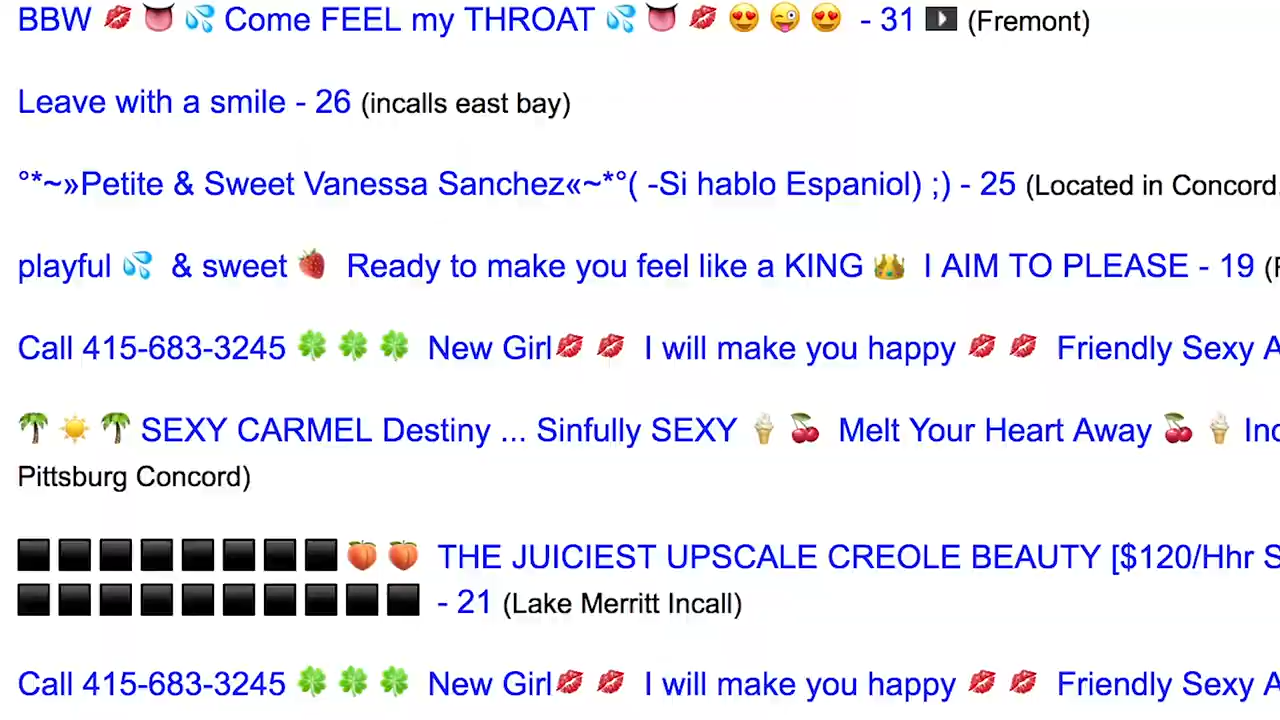 BBW 💋 👅 💦 Come FEEL my THROAT 💦 👅 💋 😍 😜 😍 - 31 (Fremont)
Leave with a smile - 26 (incalls east bay)
°*~»Petite & Sweet Vanessa Sanchez«~*°( -Si hablo Espaniol) ;) - 25 (Located in Concord
playful 💦 & sweet 🍓 Ready to make you feel like a KING 👑 I AIM TO PLEASE - 19 (
Call 415-683-3245 🍀 🍀 🍀 New Girl💋 💋 I will make you happy 💋 💋 Friendly Sexy A
🌴 ☀️ 🌴 SEXY CARMEL Destiny ... Sinfully SEXY 🍦 🍒 Melt Your Heart Away 🍒 🍦
Pittsburg Concord)
⬛ ⬛ ⬛ ⬛ ⬛ ⬛ ⬛ ⬛ 🍑 🍑 THE JUICIEST UPSCALE CREOLE BEAUTY [$120/Hhr
⬛ ⬛ ⬛ ⬛ ⬛ ⬛ ⬛ ⬛ ⬛ ⬛ - 21 (Lake Merritt Incall)
Call 415-683-3245 🍀 🍀 🍀 New Girl💋 💋 I will make you happy 💋 💋 Friendly Sexy A